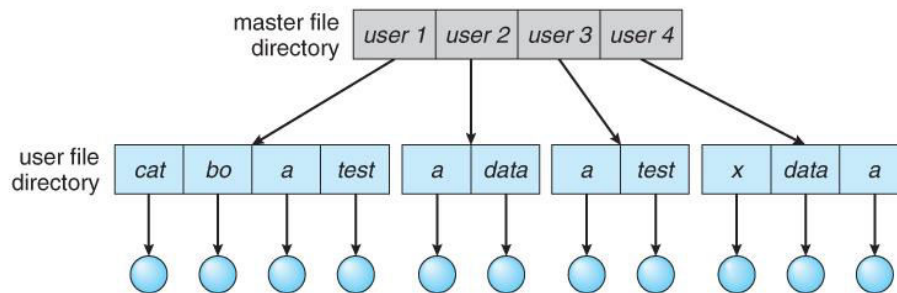 master file
directory
user 1 user 2 user 3 user 4
user file
directory
cat bo a test a data a test x data a